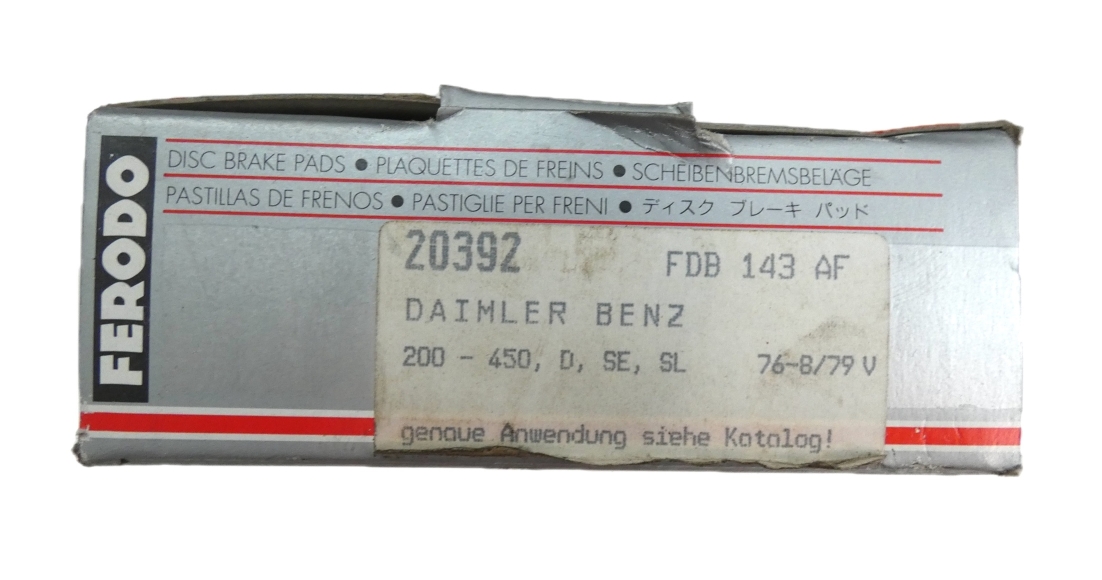 FERODO
DISC BRAKE PADS ● PLAQUETTES DE FREINS ● SCHEIBENBREMSBELÄGE
PASTILLAS DE FRENOS ● PASTIGLIE PER FRENI ● ディスク ブレーキ パッド
20392 FDB 143 AF
DAIMLER BENZ
200 - 450, D, SE, SL 76-8/79 V
genaue Anwendung siehe Katalog!